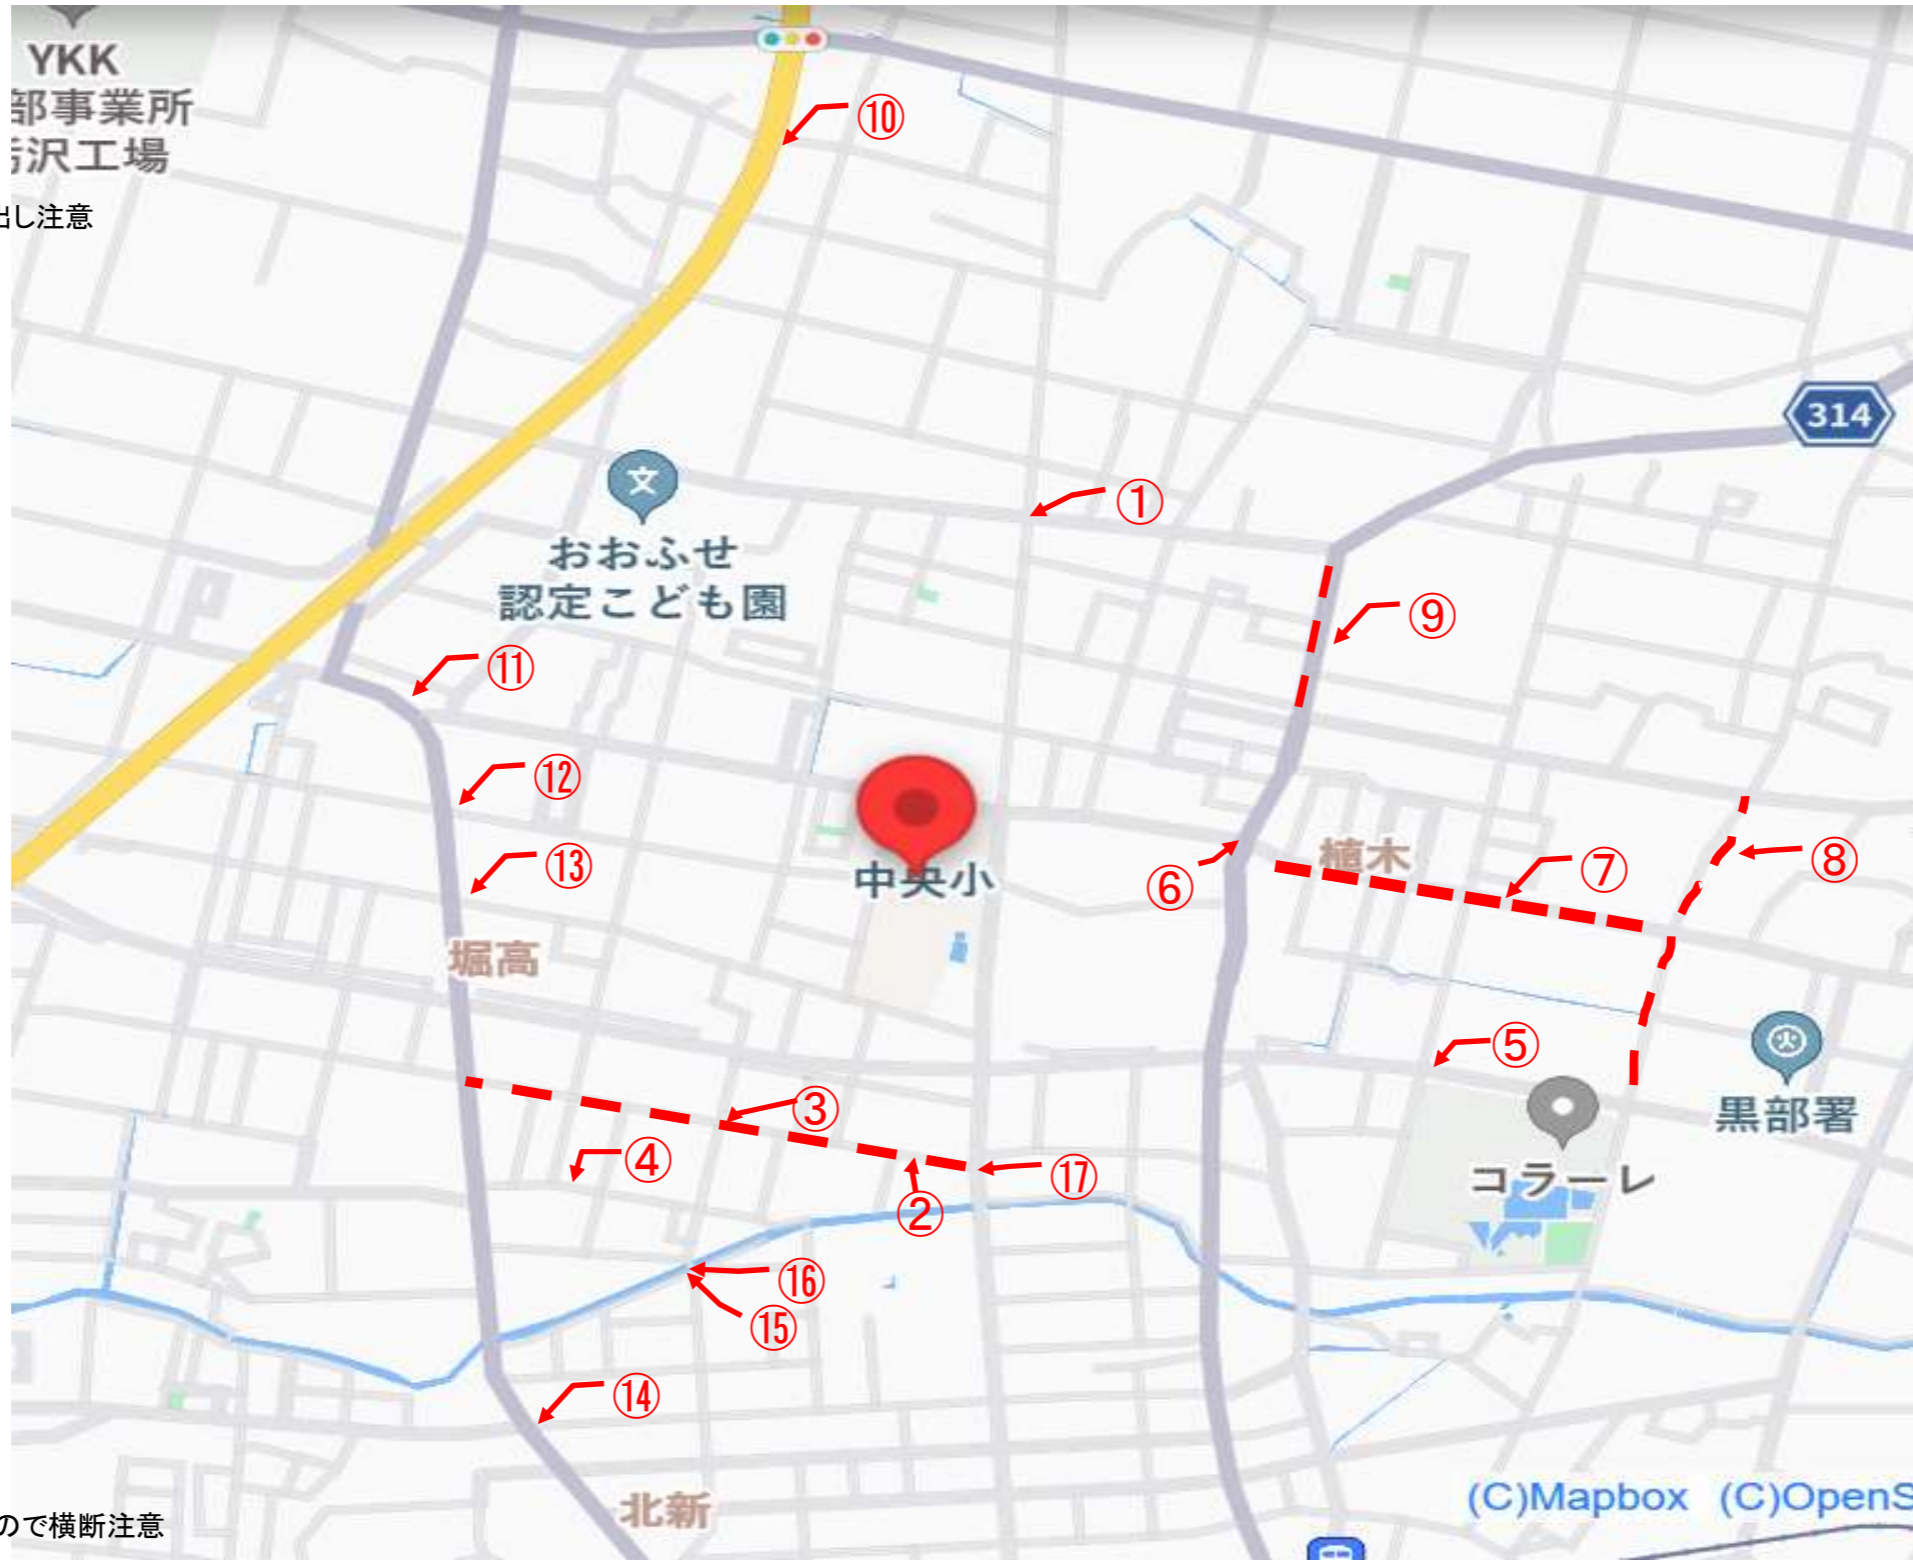 YKK
部事業所
沢工場
⑩
出し注意
314
①
おおふせ
認定こども園
⑨
⑪
⑫
⑬
中央小
⑥
植木
⑦
⑧
堀高
⑤
③
黒部署
④
⑰
コラーレ
②
⑯
⑮
⑭
北新
(C)Mapbox (C)OpenS
ので横断注意